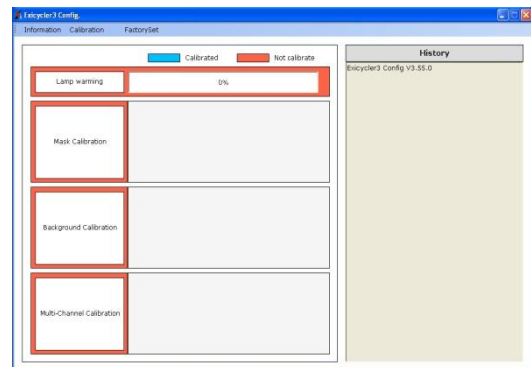 Exicycler3 Config.
Information Calibration FactorySet
Calibrated Not calibrate
History
Exicycler3 Config V3.55.0
Lamp warming 0%
Mask Calibration
Background Calibration
Multi-Channel Calibration